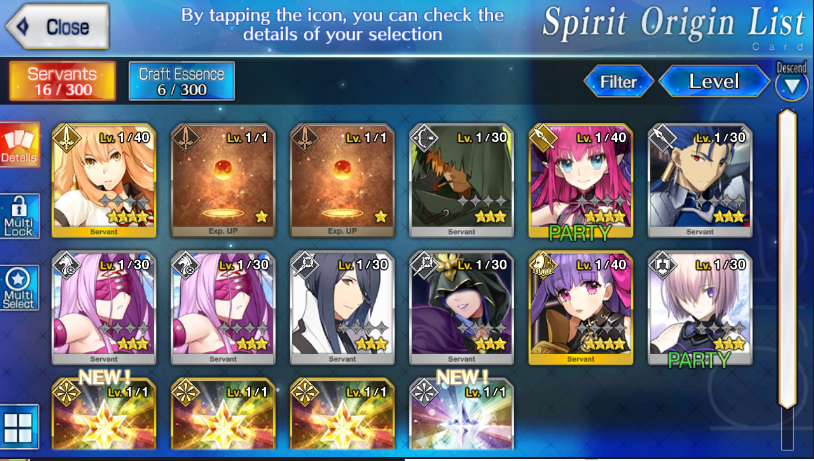 Close
By tapping the icon, you can check the
details of your selection
Spirit Origin List
Card
Servants
16 / 300
Craft Essence
6 / 300
Filter
Level
Descend
Details
Multi
Lock
Multi
Select
Lv. 1/40
Servant
Lv. 1/1
Exp. UP
Lv. 1/1
Exp. UP
Lv. 1/30
Servant
Lv. 1/40
PARTY
Lv. 1/30
Servant
Lv. 1/30
Servant
Lv. 1/30
Servant
Lv. 1/30
Servant
Lv. 1/30
Servant
Lv. 1/40
Servant
Lv. 1/30
PARTY
NEW!
Lv. 1/1
Lv. 1/1
Lv. 1/1
NEW!
Lv. 1/1